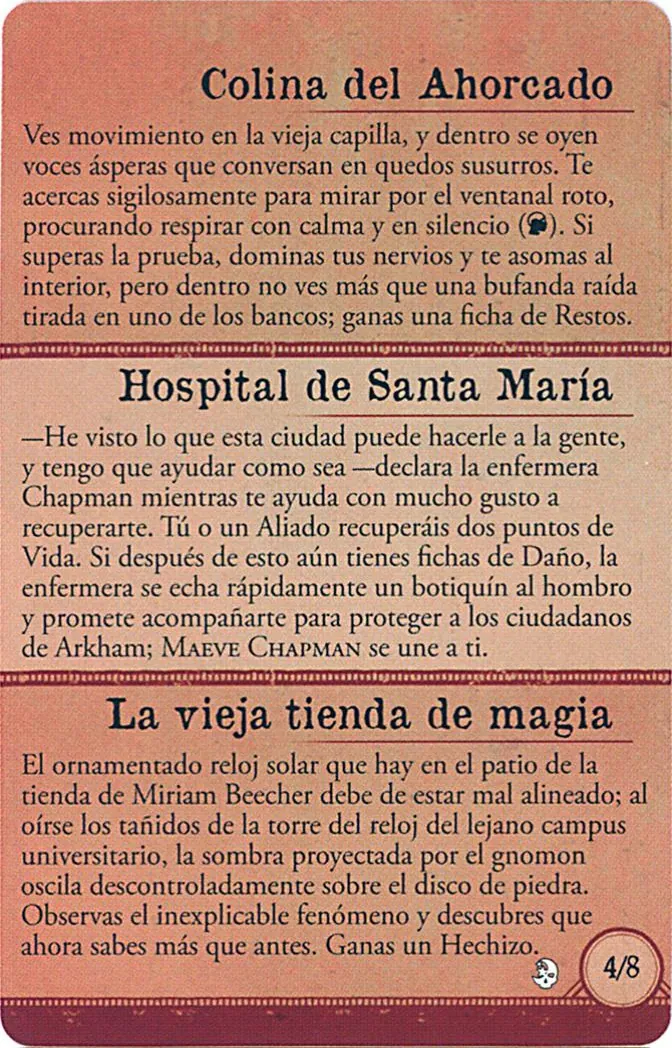 Colina del Ahorcado
Ves movimiento en la vieja capilla, y dentro se oyen
voces ásperas que conversan en quedos susurros. Te
acercas sigilosamente para mirar por el ventanal roto,
procurando respirar con calma y en silencio (). Si
superas la prueba, dominas tus nervios y te asomas al
interior, pero dentro no ves más que una bufanda raída
tirada en uno de los bancos; ganas una ficha de Restos.
Hospital de Santa María
—He visto lo que esta ciudad puede hacerle a la gente,
y tengo que ayudar como sea —declara la enfermera
Chapman mientras te ayuda con mucho gusto a
recuperarte. Tú o un Aliado recuperáis dos puntos de
Vida. Si después de esto aún tienes fichas de Daño, la
enfermera se echa rápidamente un botiquín al hombro
y promete acompañarte para proteger a los ciudadanos
de Arkham; MAEVE CHAPMAN se une a ti.
La vieja tienda de magia
El ornamentado reloj solar que hay en el patio de la
tienda de Miriam Beecher debe de estar mal alineado; al
oírse los tañidos de la torre del reloj del lejano campus
universitario, la sombra proyectada por el gnomon
oscila descontroladamente sobre el disco de piedra.
Observas el inexplicable fenómeno y descubres que
ahora sabes más que antes. Ganas un Hechizo.
4/8